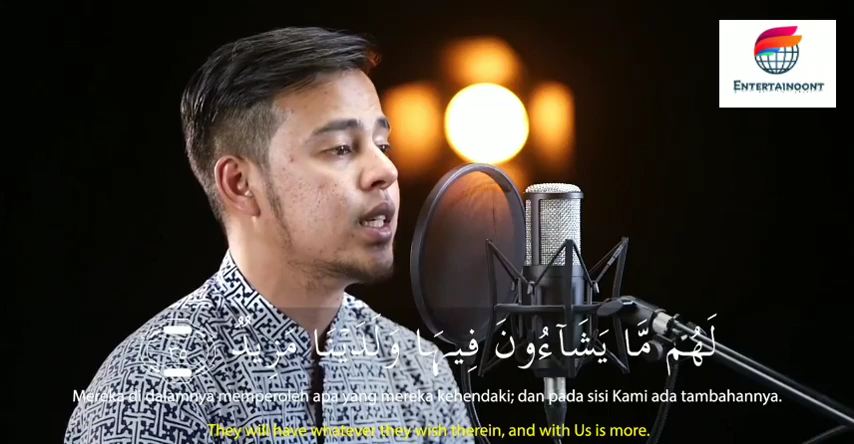 ENTERTAINOONT
لَهُم مَّا يَشَآءُونَ فِيهَا وَلَدَيْنَا مَزِيدٌ ٣٥
Mereka di dalamnya memperoleh apa yang mereka kehendaki; dan pada sisi Kami ada tambahannya.
They will have whatever they wish therein, and with Us is more.